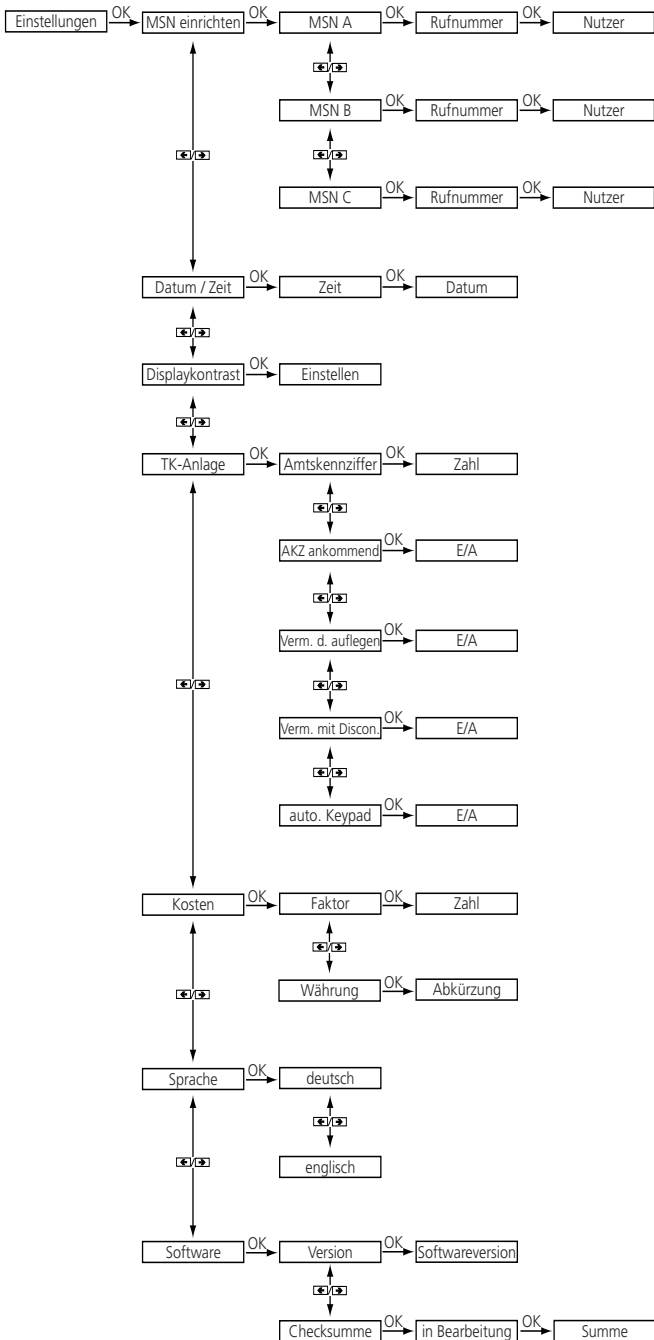 Einstellungen OK MSN einrichten OK MSN A OK Rufnummer OK Nutzer
MSN B OK Rufnummer OK Nutzer
MSN C OK Rufnummer OK Nutzer
Datum / Zeit OK Zeit OK Datum
Displaykontrast OK Einstellen
TK-Anlage OK Amtskennziffer OK Zahl
AKZ ankommend OK E/A
Verm. d. auflegen OK E/A
Verm. mit Discon. OK E/A
auto. Keypad OK E/A
Kosten OK Faktor OK Zahl
Währung OK Abkürzung
Sprache OK deutsch
englisch
Software OK Version OK Softwareversion
Checksumme OK in Bearbeitung OK Summe